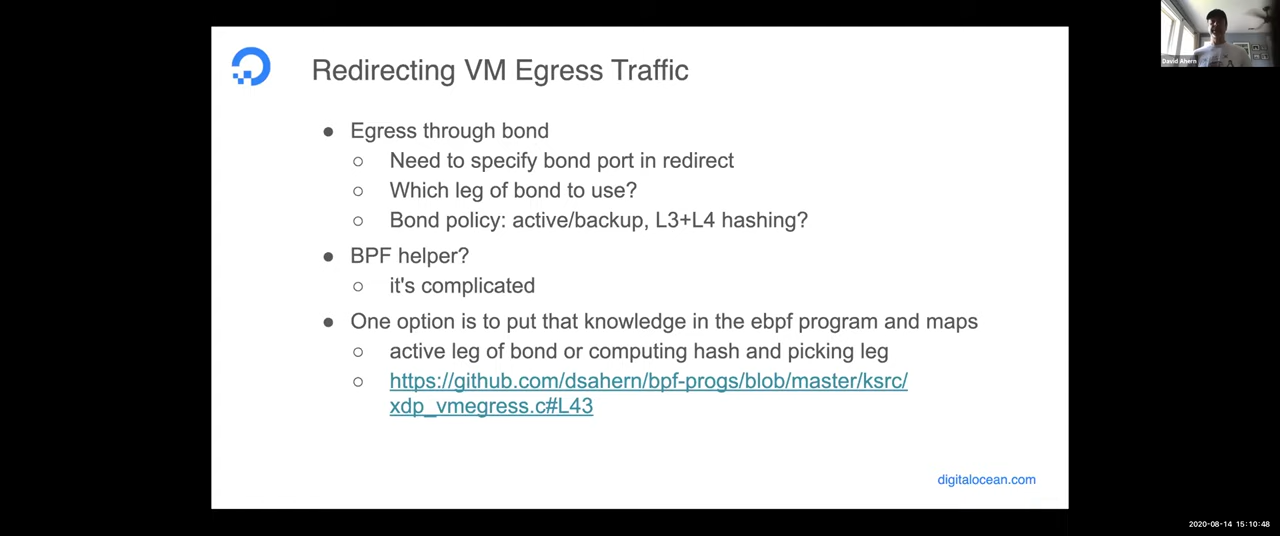 Redirecting VM Egress Traffic
● Egress through bond
○ Need to specify bond port in redirect
○ Which leg of bond to use?
○ Bond policy: active/backup, L3+L4 hashing?
● BPF helper?
○ it's complicated
● One option is to put that knowledge in the ebpf program and maps
○ active leg of bond or computing hash and picking leg
○ https://github.com/dsahern/bpf-progs/blob/master/ksrc/
xdp_vmegress.c#L43
digitalocean.com
David Ahern
2020-08-14 15:10:48